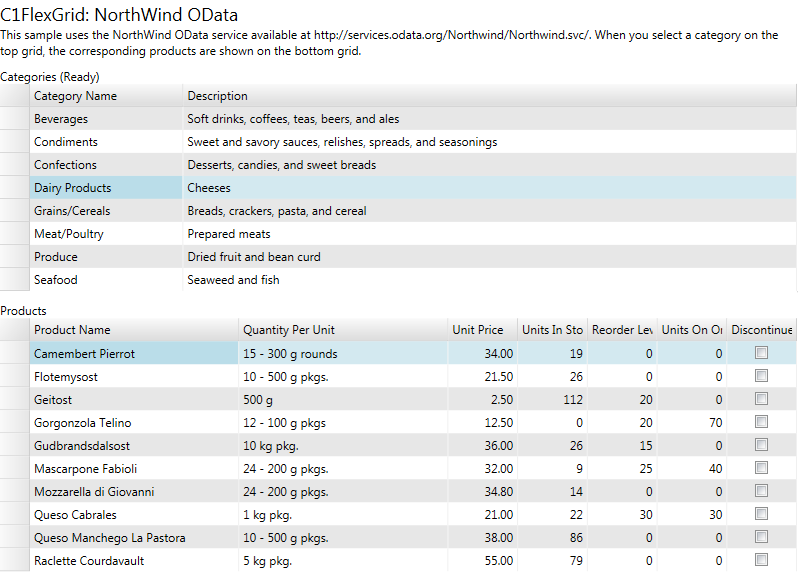 C1FlexGrid: NorthWind OData
This sample uses the NorthWind OData service available at http://services.odata.org/Northwind/Northwind.svc/. When you select a category on the
top grid, the corresponding products are shown on the bottom grid.
Categories (Ready)
Category Name Description
Beverages Soft drinks, coffees, teas, beers, and ales
Condiments Sweet and savory sauces, relishes, spreads, and seasonings
Confections Desserts, candies, and sweet breads
Dairy Products Cheeses
Grains/Cereals Breads, crackers, pasta, and cereal
Meat/Poultry Prepared meats
Produce Dried fruit and bean curd
Seafood Seaweed and fish
Products
Product Name Quantity Per Unit Unit Price Units In Sto Reorder Lev Units On Or Discontinue
Camembert Pierrot 15 - 300 g rounds 34.00 19 0 0
Flotemysost 10 - 500 g pkgs. 21.50 26 0 0
Geitost 500 g 2.50 112 20 0
Gorgonzola Telino 12 - 100 g pkgs 12.50 0 20 70
Gudbrandsdalsost 10 kg pkg. 36.00 26 15 0
Mascarpone Fabioli 24 - 200 g pkgs. 32.00 9 25 40
Mozzarella di Giovanni 24 - 200 g pkgs. 34.80 14 0 0
Queso Cabrales 1 kg pkg. 21.00 22 30 30
Queso Manchego La Pastora 10 - 500 g pkgs. 38.00 86 0 0
Raclette Courdavault 5 kg pkg. 55.00 79 0 0